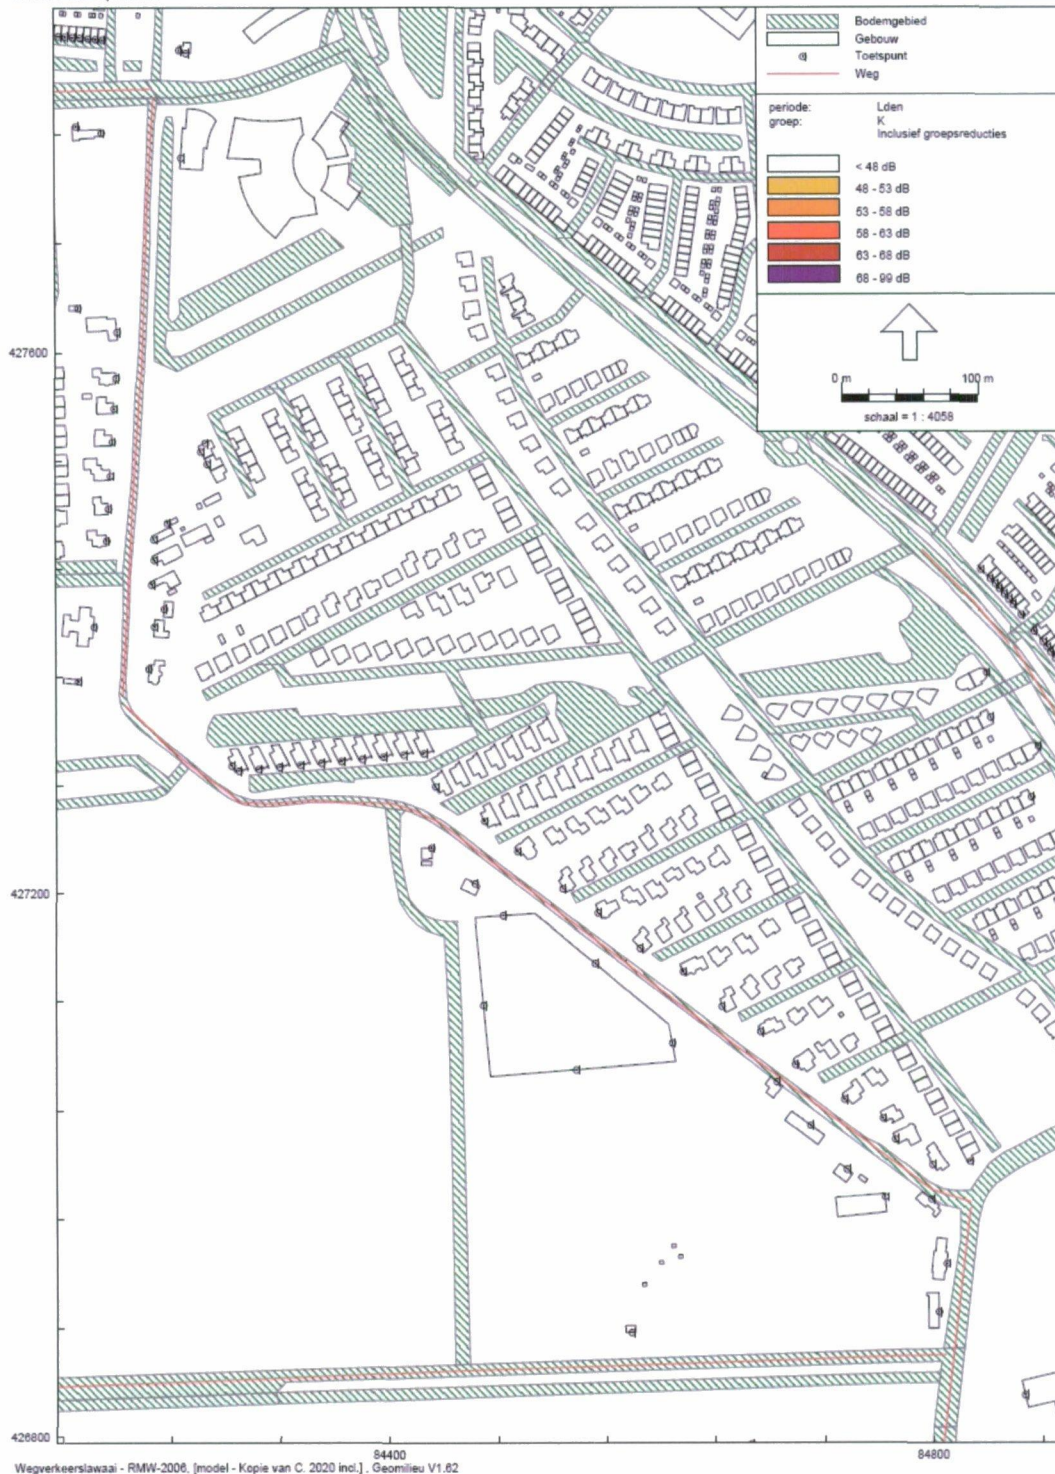 Bodemgebied
Gebouw
Toetspunt
Weg
periode: Lden
groep: K
Inclusief groepsreducties
< 48 dB
48 - 53 dB
53 - 58 dB
58 - 63 dB
63 - 68 dB
68 - 99 dB
0 m 100 m
schaal = 1 : 4058
427600
427200
426800
84400
84800
Wegverkeerslawaai - RMW-2006, [model - Kopie van C. 2020 incl.] , Geomilieu V1.62